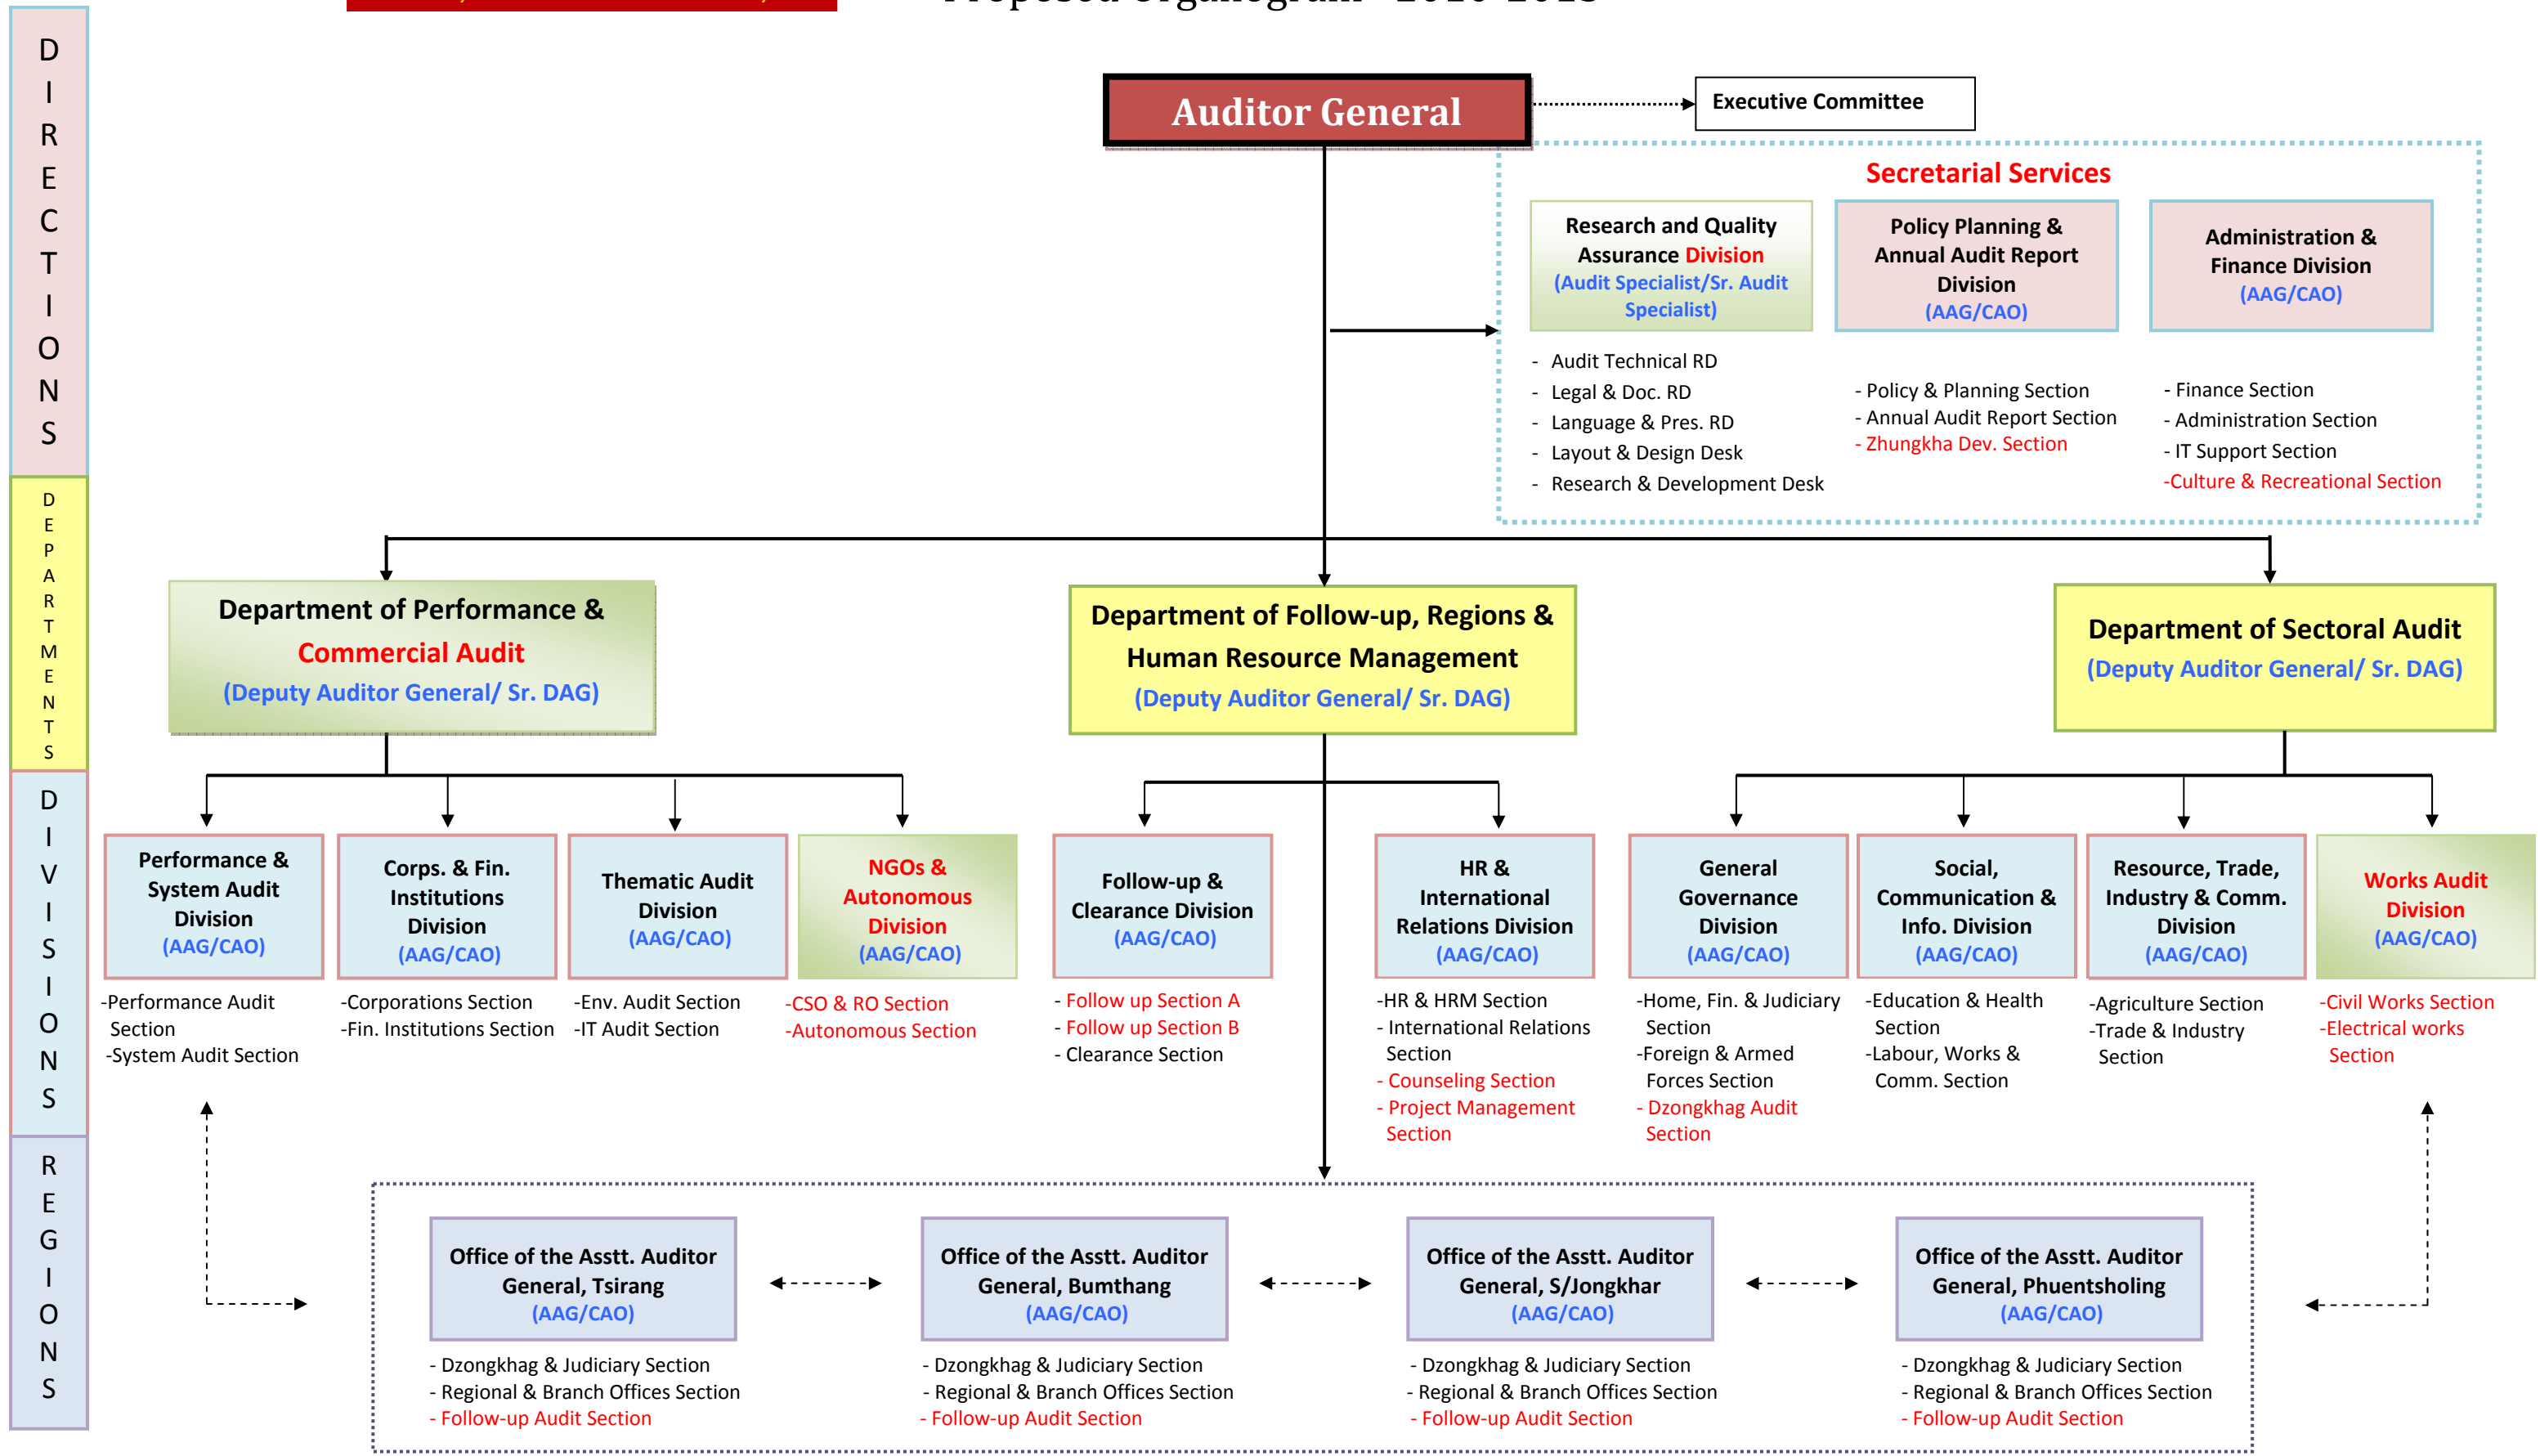 Proposed Organogram - 2010-2015
DIRECTIONS
DEPARTMENTS
DIVISIONS
REGIONS
Auditor General
Executive Committee
Secretarial Services
Research and Quality
Assurance Division
(Audit Specialist/Sr. Audit
Specialist)
- Audit Technical RD
- Legal & Doc. RD
- Language & Pres. RD
- Layout & Design Desk
- Research & Development Desk
Policy Planning &
Annual Audit Report
Division
(AAG/CAO)
- Policy & Planning Section
- Annual Audit Report Section
- Zhungkha Dev. Section
Administration &
Finance Division
(AAG/CAO)
- Finance Section
- Administration Section
- IT Support Section
-Culture & Recreational Section
Department of Performance &
Commercial Audit
(Deputy Auditor General/ Sr. DAG)
Department of Follow-up, Regions &
Human Resource Management
(Deputy Auditor General/ Sr. DAG)
Department of Sectoral Audit
(Deputy Auditor General/ Sr. DAG)
Performance &
System Audit
Division
(AAG/CAO)
-Performance Audit
Section
-System Audit Section
Corps. & Fin.
Institutions
Division
(AAG/CAO)
-Corporations Section
-Fin. Institutions Section
Thematic Audit
Division
(AAG/CAO)
-Env. Audit Section
-IT Audit Section
NGOs &
Autonomous
Division
(AAG/CAO)
-CSO & RO Section
-Autonomous Section
Follow-up &
Clearance Division
(AAG/CAO)
- Follow up Section A
- Follow up Section B
- Clearance Section
HR &
International
Relations Division
(AAG/CAO)
-HR & HRM Section
- International Relations
Section
- Counseling Section
- Project Management
Section
General
Governance
Division
(AAG/CAO)
-Home, Fin. & Judiciary
Section
-Foreign & Armed
Forces Section
- Dzongkhag Audit
Section
Social,
Communication &
Info. Division
(AAG/CAO)
-Education & Health
Section
-Labour, Works &
Comm. Section
Resource, Trade,
Industry & Comm.
Division
(AAG/CAO)
-Agriculture Section
-Trade & Industry
Section
Works Audit
Division
(AAG/CAO)
-Civil Works Section
-Electrical works
Section
Office of the Asstt. Auditor
General, Tsirang
(AAG/CAO)
- Dzongkhag & Judiciary Section
- Regional & Branch Offices Section
- Follow-up Audit Section
Office of the Asstt. Auditor
General, Bumthang
(AAG/CAO)
- Dzongkhag & Judiciary Section
- Regional & Branch Offices Section
- Follow-up Audit Section
Office of the Asstt. Auditor
General, S/Jongkhar
(AAG/CAO)
- Dzongkhag & Judiciary Section
- Regional & Branch Offices Section
- Follow-up Audit Section
Office of the Asstt. Auditor
General, Phuentsholing
(AAG/CAO)
- Dzongkhag & Judiciary Section
- Regional & Branch Offices Section
- Follow-up Audit Section